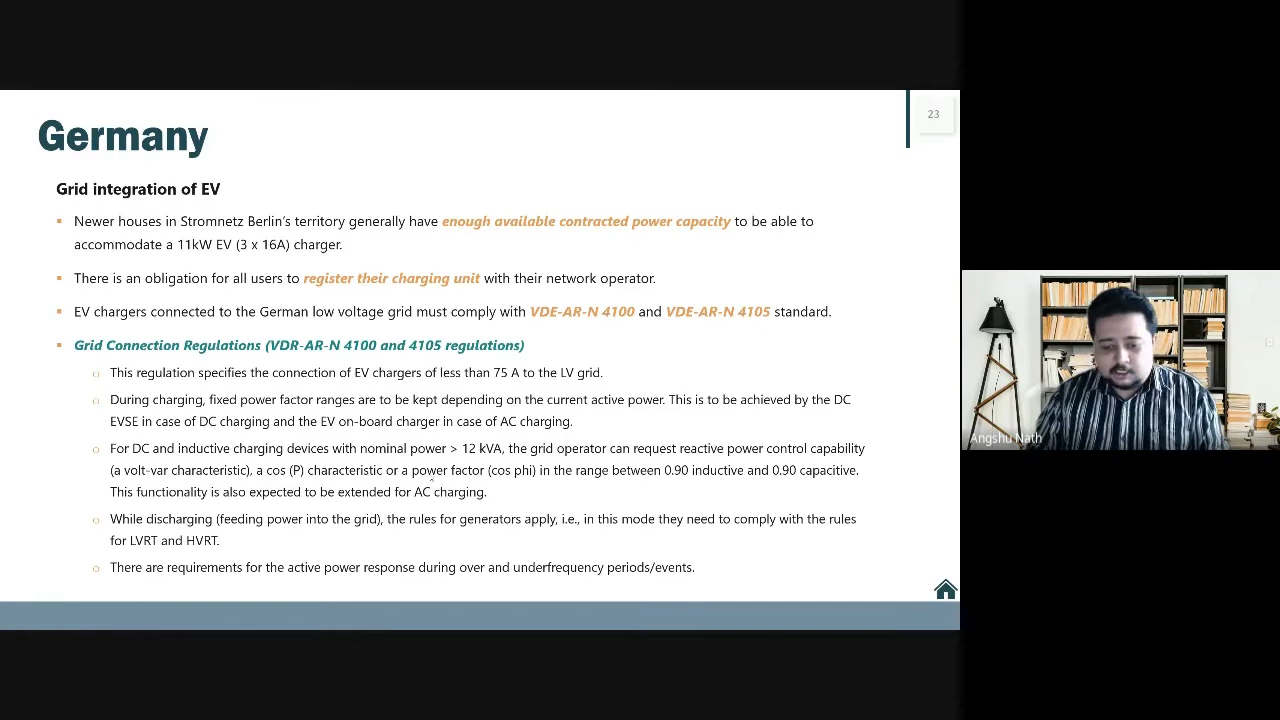 23
Germany
Grid integration of EV
▪ Newer houses in Stromnetz Berlin's territory generally have enough available contracted power capacity to be able to
accommodate a 11kW EV (3 x 16A) charger.
▪ There is an obligation for all users to register their charging unit with their network operator.
▪ EV chargers connected to the German low voltage grid must comply with VDE-AR-N 4100 and VDE-AR-N 4105 standard.
▪ Grid Connection Regulations (VDR-AR-N 4100 and 4105 regulations)
o This regulation specifies the connection of EV chargers of less than 75 A to the LV grid.
o During charging, fixed power factor ranges are to be kept depending on the current active power. This is to be achieved by the DC
EVSE in case of DC charging and the EV on-board charger in case of AC charging.
o For DC and inductive charging devices with nominal power > 12 kVA, the grid operator can request reactive power control capability
(a volt-var characteristic), a cos (P) characteristic or a power factor (cos phi) in the range between 0.90 inductive and 0.90 capacitive.
This functionality is also expected to be extended for AC charging.
o While discharging (feeding power into the grid), the rules for generators apply, i.e., in this mode they need to comply with the rules
for LVRT and HVRT.
o There are requirements for the active power response during over and underfrequency periods/events.
Angshu Nath